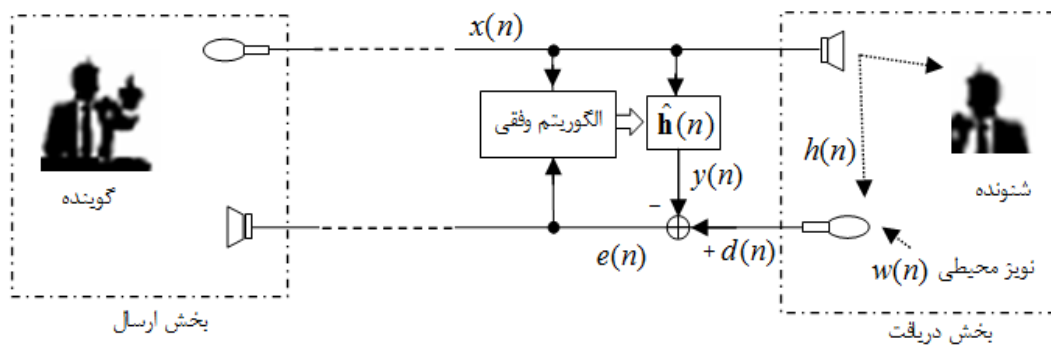 x(n)
الگوریتم وفقی
ĥ(n)
h(n)
گوینده
y(n)
شنونده
−
e(n)
+
d(n)
w(n)
نویز محیطی
بخش ارسال
بخش دریافت